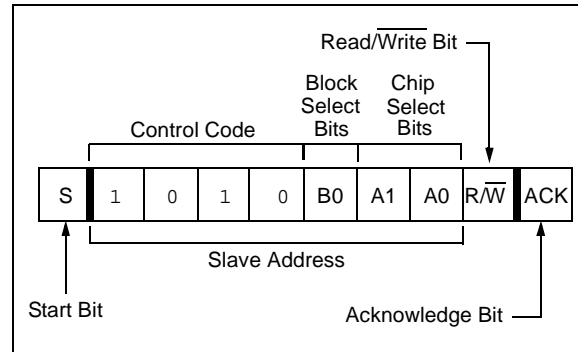 Read/Write Bit
Block Select Bits
Chip Select Bits
Control Code
S 1 0 1 0 B0 A1 A0 R/W ACK
Slave Address
Start Bit
Acknowledge Bit